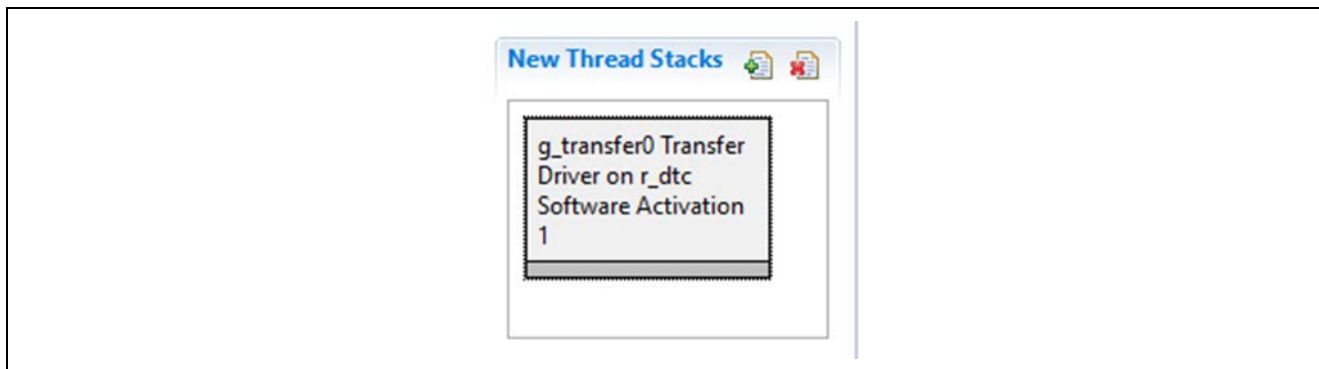 New Thread Stacks
g_transfer0 Transfer
Driver on r_dtc
Software Activation
1